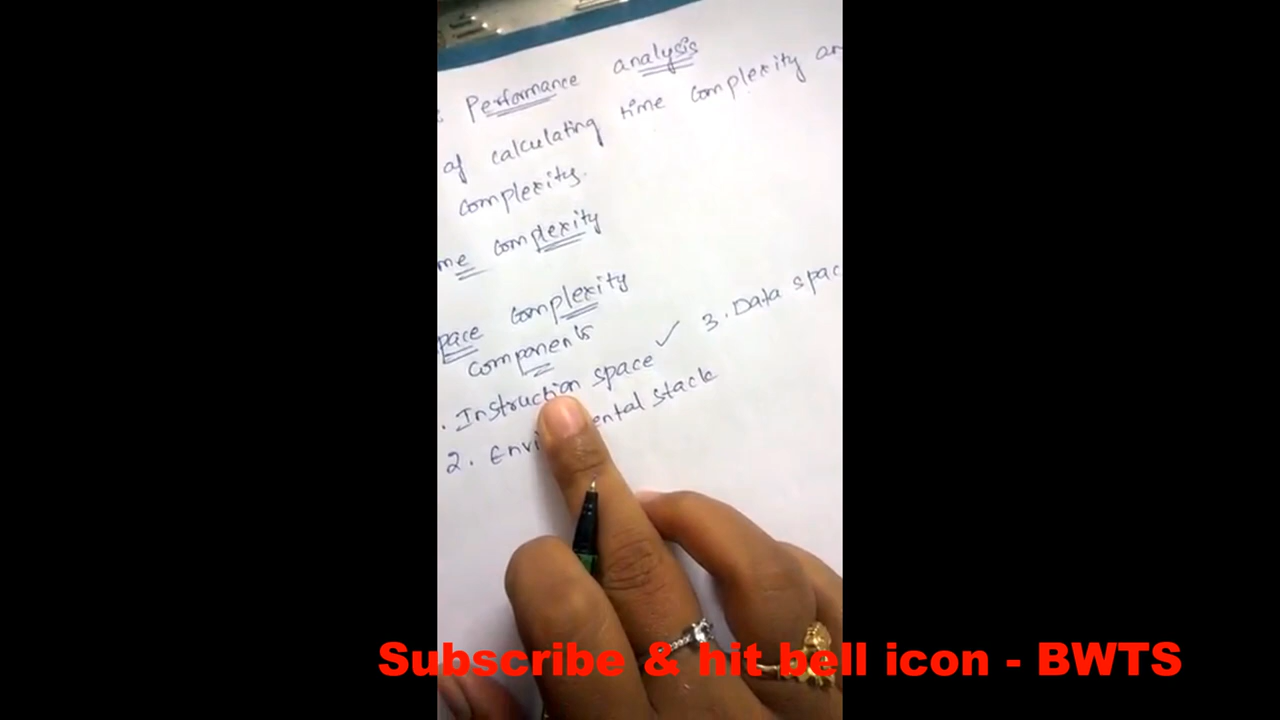 Performance analysis
of calculating time complexity an
complexity.
me complexity
pace complexity
components
. Instruction space ✓ 3. Data spac
2. Envi ental stack
Subscribe & hit bell icon - BWTS